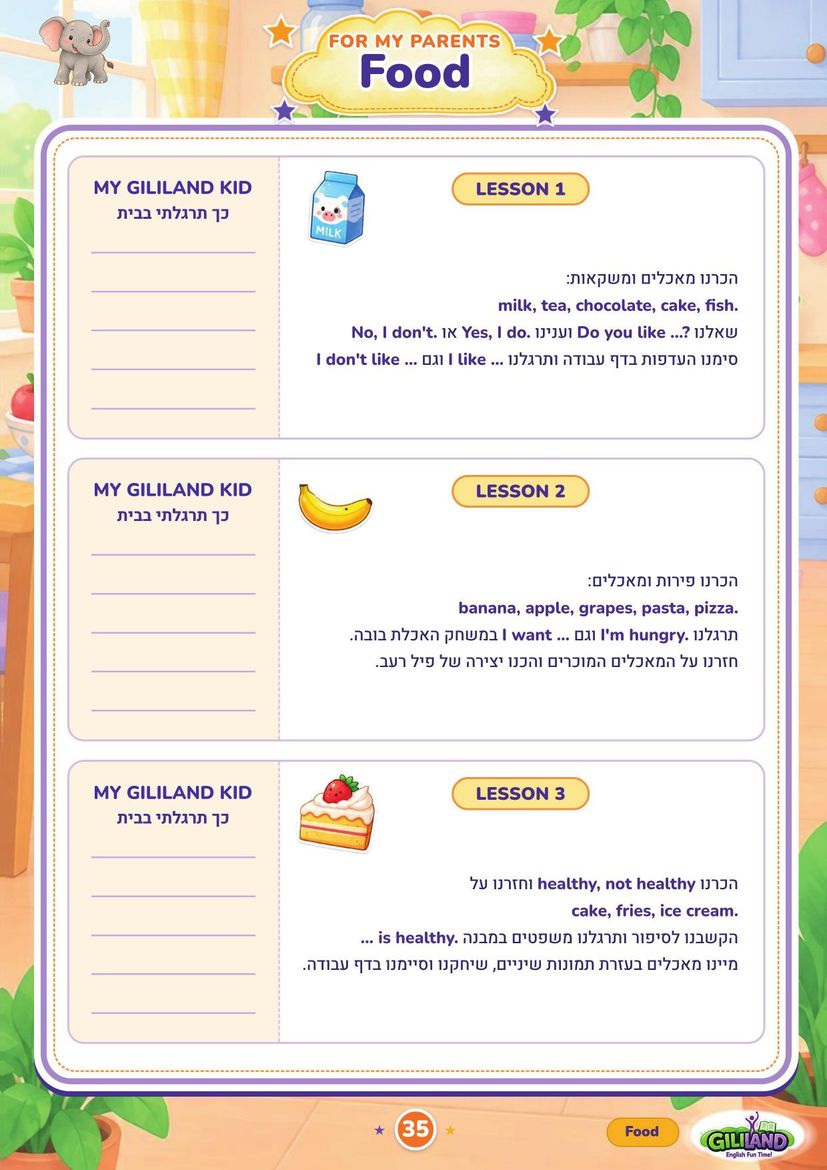 FOR MY PARENTS
Food
MY GILILAND KID
כך תרגלתי בבית
LESSON 1
MILK
הכרנו מאכלים ומשקאות:
milk, tea, chocolate, cake, fish.
שאלנו Do you like ...? וענינו Yes, I do. או No, I don't.
סימנו העדפות בדף עבודה ותרגלנו I like ... וגם I don't like ...
MY GILILAND KID
כך תרגלתי בבית
LESSON 2
הכרנו פירות ומאכלים:
banana, apple, grapes, pasta, pizza.
תרגלנו I'm hungry. וגם I want ... במשחק האכלת בובה.
חזרנו על המאכלים המוכרים והכנו יצירה של פיל רעב.
MY GILILAND KID
כך תרגלתי בבית
LESSON 3
הכרנו healthy, not healthy וחזרנו על
cake, fries, ice cream.
הקשבנו לסיפור ותרגלנו משפטים במבנה ... is healthy.
מיינו מאכלים בעזרת תמונות שיניים, שיחקנו וסיימנו בדף עבודה.
35
Food
GILILAND
English Fun Time!